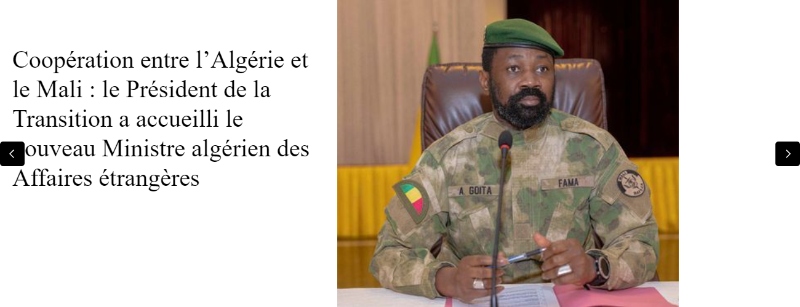 Coopération entre l’Algérie et
le Mali : le Président de la
Transition a accueilli le
ouveau Ministre algérien des
Affaires étrangères
A GOITA
FAMA